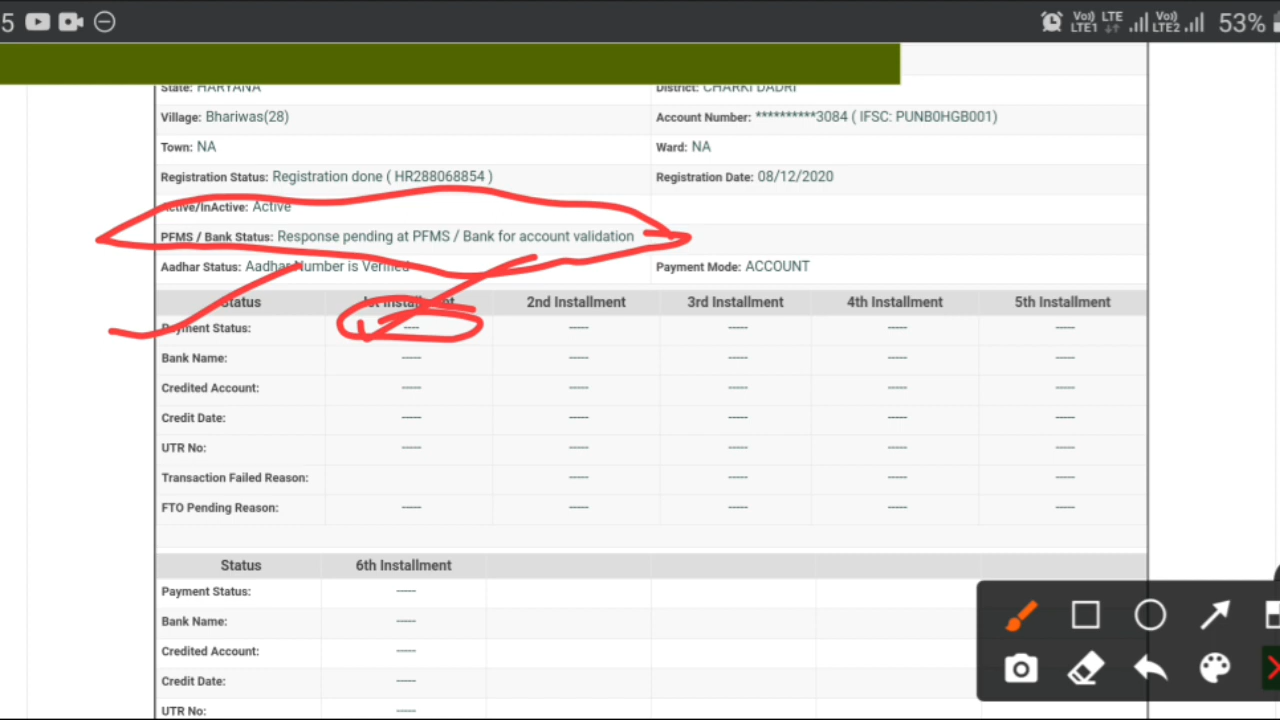 5 Vo) LTE LTE1 Vo) LTE2 53%
State: HARYANA District: CHARKI DADRI
Village: Bhariwas(28) Account Number: **********3084 ( IFSC: PUNB0HGB001)
Town: NA Ward: NA
Registration Status: Registration done ( HR288068854 ) Registration Date: 08/12/2020
Active/InActive: Active
PFMS / Bank Status: Response pending at PFMS / Bank for account validation
Aadhar Status: Aadhar Number is Verified Payment Mode: ACCOUNT
Status 1st Installment 2nd Installment 3rd Installment 4th Installment 5th Installment
Payment Status: ---- ----- ----- ----- -----
Bank Name: ----- ----- ----- ----- -----
Credited Account: ----- ----- ----- ----- -----
Credit Date: ----- ----- ----- ----- -----
UTR No: ----- ----- ----- ----- -----
Transaction Failed Reason: ----- ----- ----- -----
FTO Pending Reason: ----- ----- ----- ----- -----
Status 6th Installment
Payment Status: -----
Bank Name: -----
Credited Account: -----
Credit Date: -----
UTR No: -----